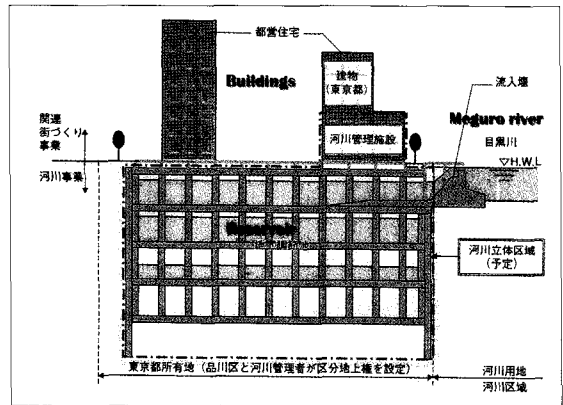 都営住宅
Buildings
建物
(東京都)
流入堰
関連
街づくり
事業
Meguro river
河川管理施設
目黒川
H.W.L
河川事業
Reservoir
河川立体区域
(予定)
東京都所有地(品川区と河川管理者が区分地上権を設定)
河川用地
河川区域